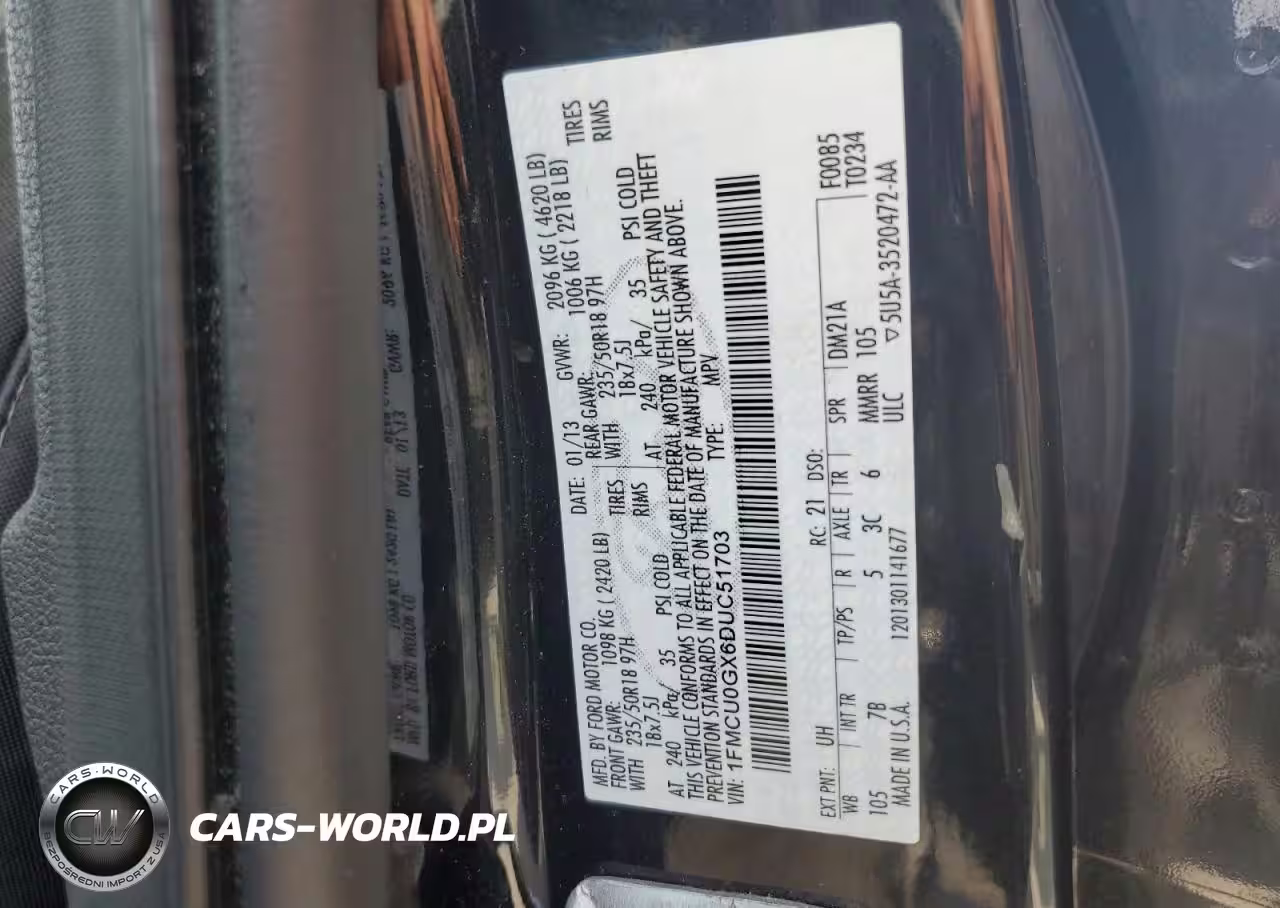 MFD. BY FORD MOTOR CO.
DATE: 01/13
GVWR: 2096 KG ( 4620 LB)
FRONT GAWR: 1098 KG ( 2420 LB)
REAR GAWR: 1006 KG ( 2218 LB)
WITH 235/50R18 97H TIRES
WITH 235/50R18 97H TIRES
18x7.5J RIMS
18x7.5J RIMS
AT 240 kPa/ 35 PSI COLD
AT 240 kPa/ 35 PSI COLD
THIS VEHICLE CONFORMS TO ALL APPLICABLE FEDERAL MOTOR VEHICLE SAFETY AND THEFT
PREVENTION STANDARDS IN EFFECT ON THE DATE OF MANUFACTURE SHOWN ABOVE.
VIN: 1FMCU0GX6DUC51703
TYPE: MPV
EXT PNT: UH RC: 21 DSO: F0085
WB INT TR TP/PS R AXLE TR SPR DM21A T0234
105 7B 5 3C 6 MMRR 105
MADE IN U.S.A. 1201301141677 ULC ▽5U5A-3520472-AA
CARS-WORLD
CW
BEZPOŚREDNI IMPORT Z USA
CARS-WORLD.PL